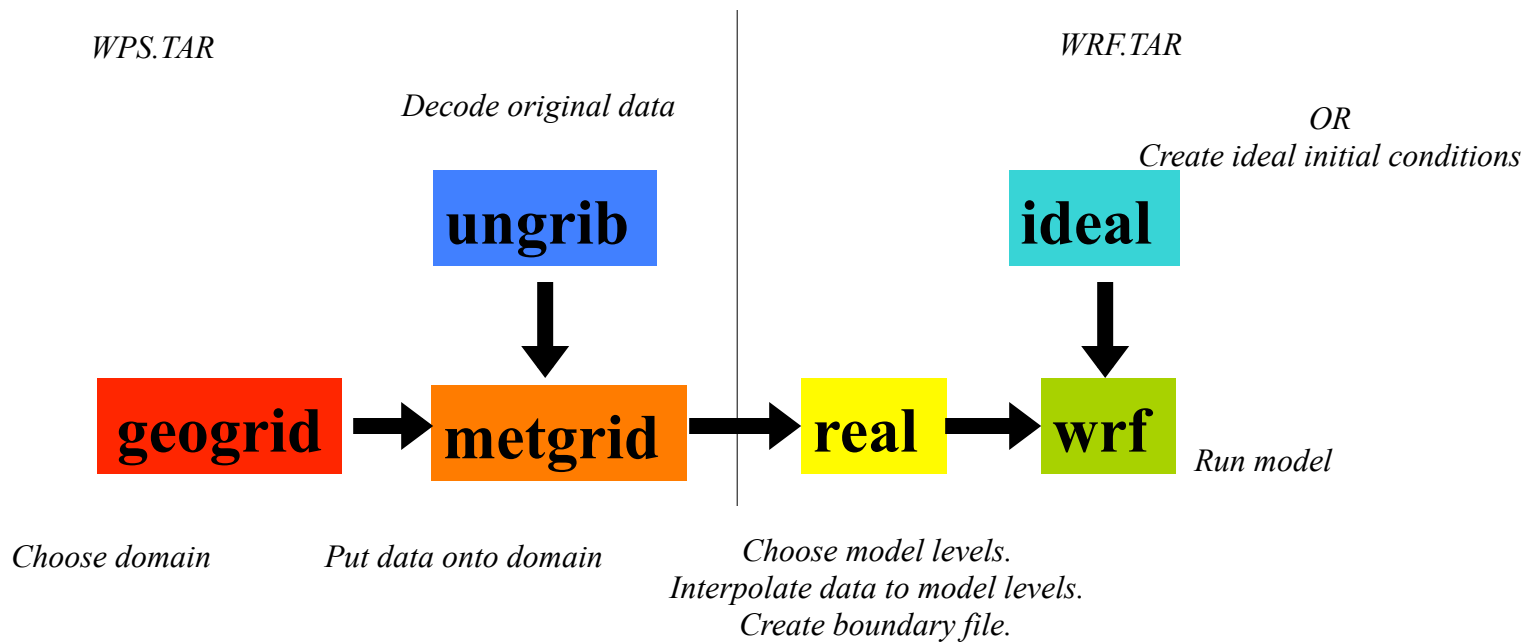 WPS.TAR
WRF.TAR
Decode original data
OR
Create ideal initial conditions
ungrib
ideal
geogrid
metgrid
real
wrf
Run model
Choose domain
Put data onto domain
Choose model levels.
Interpolate data to model levels.
Create boundary file.